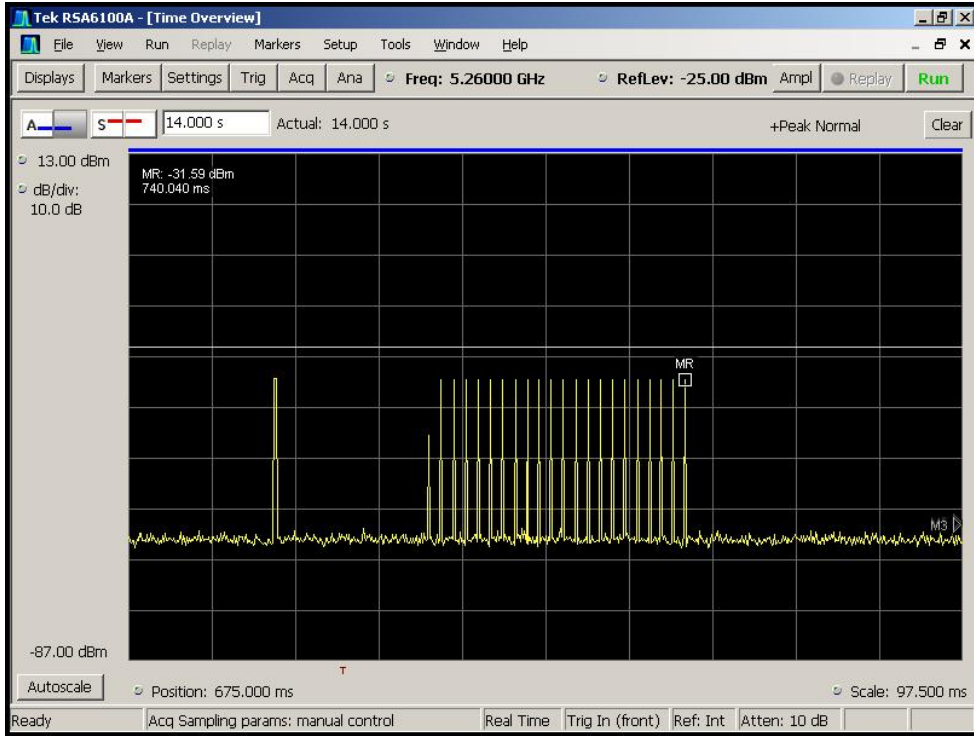 Tek RSA6100A - [Time Overview]
File View Run Replay Markers Setup Tools Window Help
Displays Markers Settings Trig Acq Ana Freq: 5.26000 GHz RefLev: -25.00 dBm Ampl Replay Run
A S 14.000 s Actual: 14.000 s +Peak Normal Clear
13.00 dBm
dB/div:
10.0 dB
MR: -31.59 dBm
740.040 ms
MR
M3
-87.00 dBm
T
Autoscale Position: 675.000 ms Scale: 97.500 ms
Ready Acq Sampling params: manual control Real Time Trig In (front) Ref: Int Atten: 10 dB